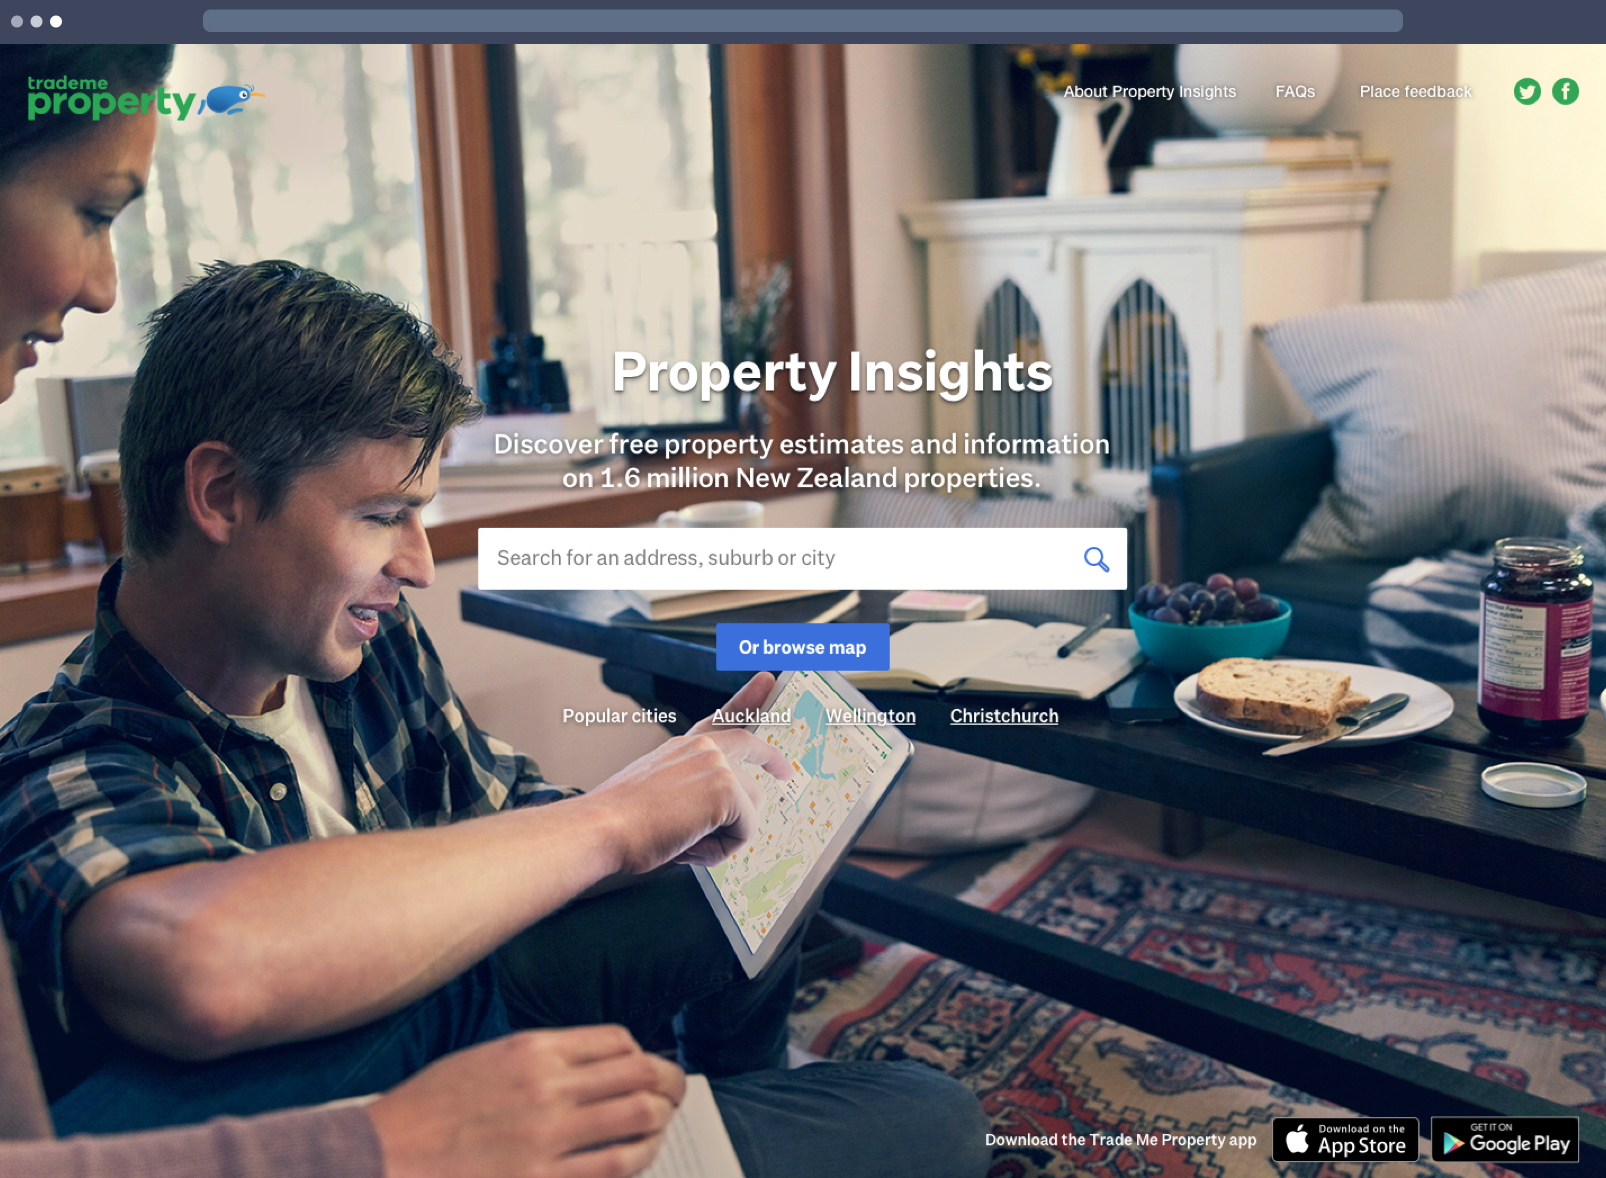 trademe
property
About Property Insights
FAQs
Place feedback
Property Insights
Discover free property estimates and information
on 1.6 million New Zealand properties.
Search for an address, suburb or city
Or browse map
Popular cities
Auckland
Wellington
Christchurch
Nutrition Facts
Download the Trade Me Property app
Download on the
App Store
GET IT ON
Google Play